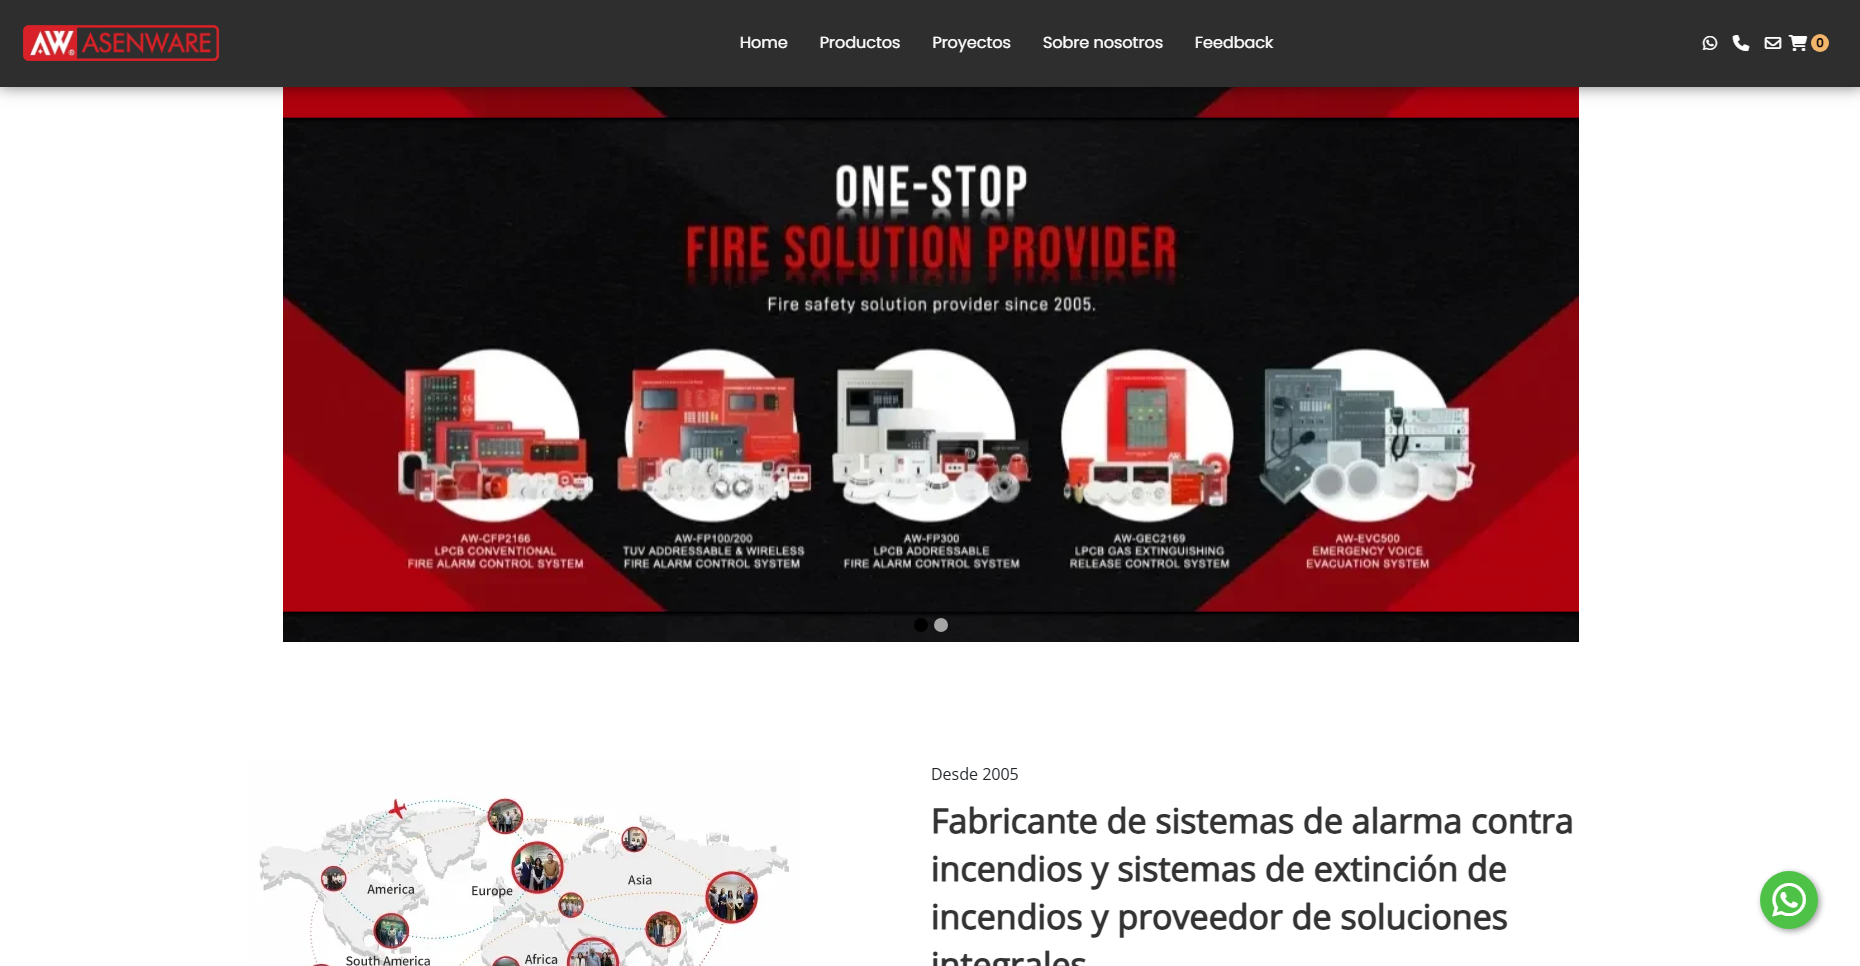 AW® ASENWARE
Home Productos Proyectos Sobre nosotros Feedback
0
ONE-STOP
FIRE SOLUTION PROVIDER
Fire safety solution provider since 2005.
AW-CFP2166
LPCB CONVENTIONAL
FIRE ALARM CONTROL SYSTEM
AW-FP100/200
TUV ADDRESSABLE & WIRELESS
FIRE ALARM CONTROL SYSTEM
AW-FP300
LPCB ADDRESSABLE
FIRE ALARM CONTROL SYSTEM
AW-GEC2169
LPCB GAS EXTINGUISHING
RELEASE CONTROL SYSTEM
AW-EVC500
EMERGENCY VOICE
EVACUATION SYSTEM
America
Europe
Asia
South America
Africa
Desde 2005
Fabricante de sistemas de alarma contra
incendios y sistemas de extinción de
incendios y proveedor de soluciones
integrales